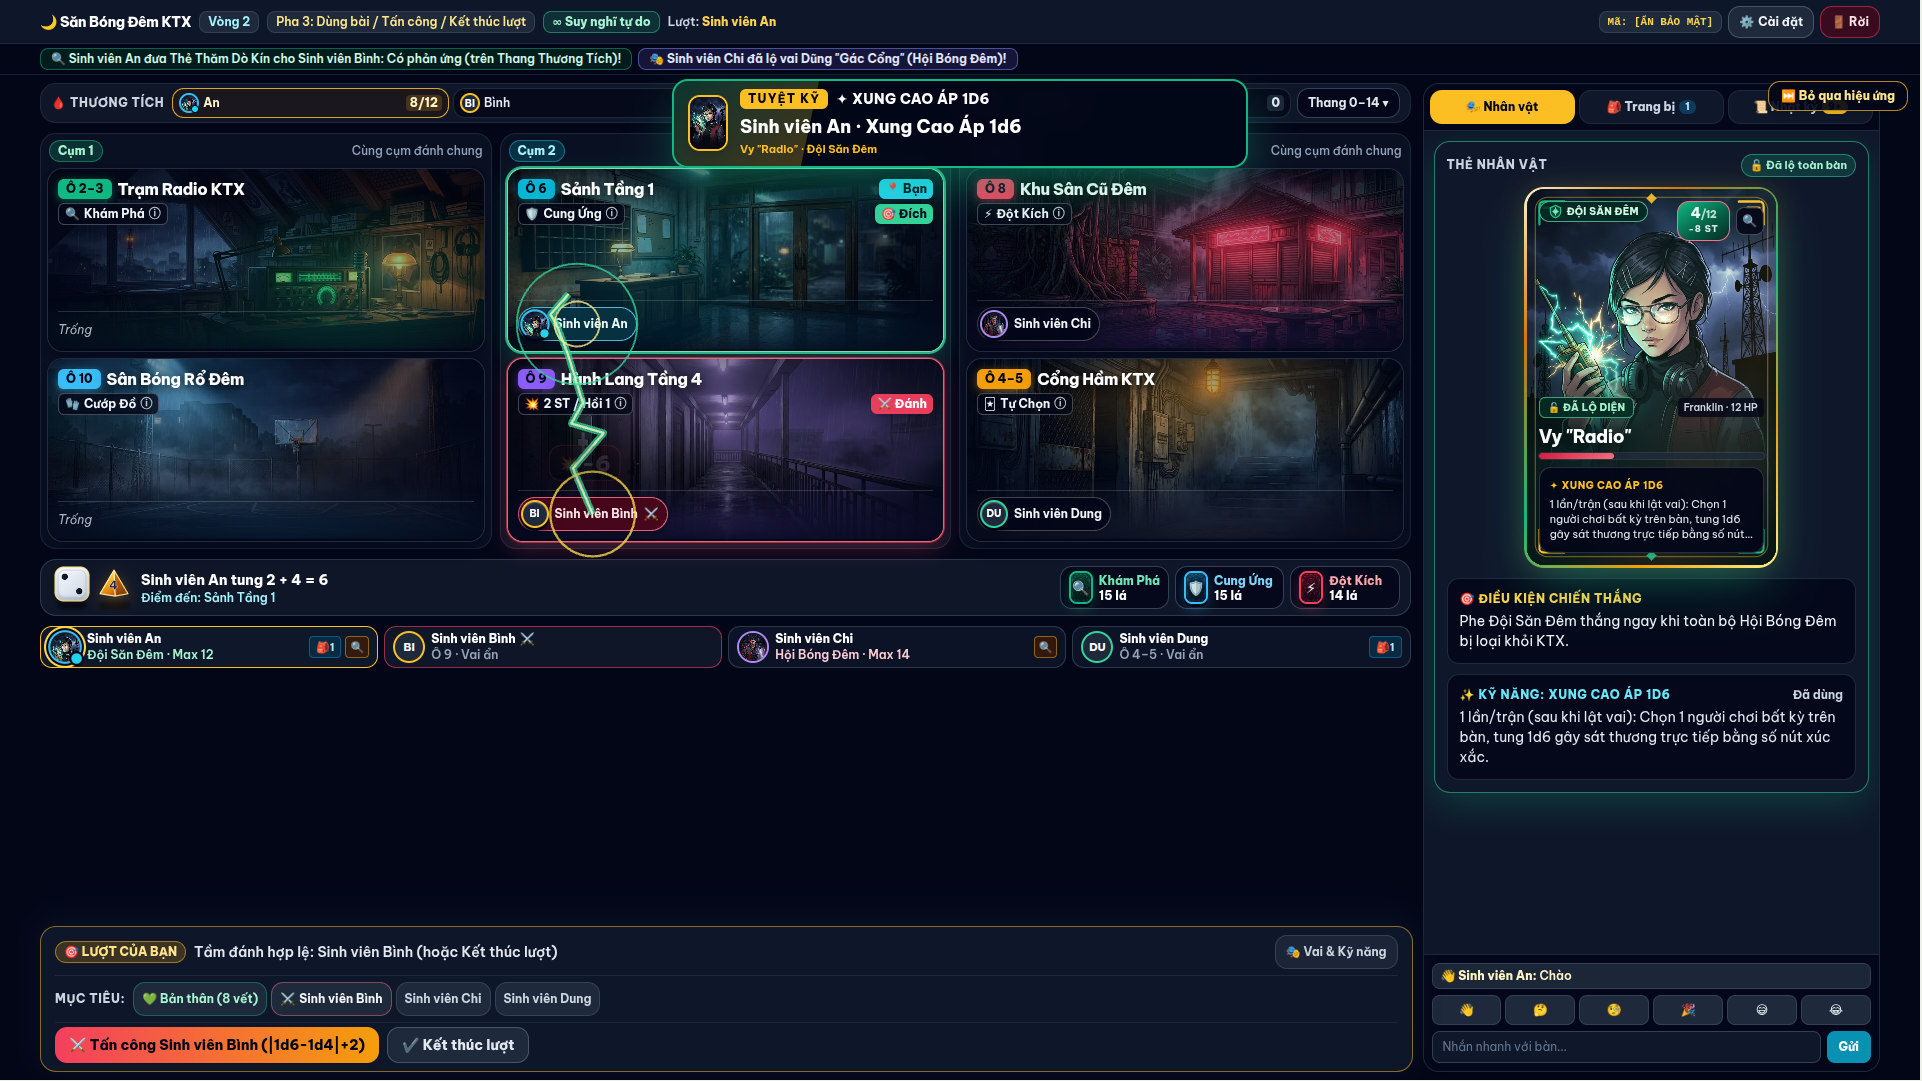 🌙 Săn Bóng Đêm KTX
Vòng 2
Pha 3: Dùng bài / Tấn công / Kết thúc lượt
∞ Suy nghĩ tự do
Lượt: Sinh viên An
Mã: [ẨN BẢO MẬT]
⚙️ Cài đặt
🚪 Rời
🔍 Sinh viên An đưa Thẻ Thăm Dò Kín cho Sinh viên Bình: Có phản ứng (trên Thang Thương Tích)!
🎭 Sinh viên Chi đã lộ vai Dũng "Gác Cổng" (Hội Bóng Đêm)!
🩸 THƯƠNG TÍCH
An
8/12
BI
Bình
0
Thang 0–14 ▾
TUYỆT KỸ
✦ XUNG CAO ÁP 1D6
Sinh viên An · Xung Cao Áp 1d6
Vy "Radio" · Đội Săn Đêm
⏩ Bỏ qua hiệu ứng
🎭 Nhân vật
🎒 Trang bị 1
Cụm 1
Cùng cụm đánh chung
Cụm 2
Cùng cụm đánh chung
Ô 2–3
Trạm Radio KTX
🔍 Khám Phá ⓘ
Trống
Ô 6
Sảnh Tầng 1
📍 Bạn
🛡️ Cung Ứng ⓘ
🎯 Đích
Sinh viên An
Ô 8
Khu Sân Cũ Đêm
⚡ Đột Kích ⓘ
Sinh viên Chi
Ô 10
Sân Bóng Rổ Đêm
🧤 Cướp Đồ ⓘ
Trống
Ô 9
Hành Lang Tầng 4
💥 2 ST / Hồi 1 ⓘ
⚔️ Đánh
-6
BI
Sinh viên Bình ⚔️
Ô 4–5
Cổng Hầm KTX
🃏 Tự Chọn ⓘ
DU
Sinh viên Dung
4
Sinh viên An tung 2 + 4 = 6
Điểm đến: Sảnh Tầng 1
🔍 Khám Phá
15 lá
🛡️ Cung Ứng
15 lá
⚡ Đột Kích
14 lá
Sinh viên An
Đội Săn Đêm · Max 12
🎒1
🔍
BI
Sinh viên Bình ⚔️
Ô 9 · Vai ẩn
Sinh viên Chi
Hội Bóng Đêm · Max 14
🔍
DU
Sinh viên Dung
Ô 4–5 · Vai ẩn
🎒1
THẺ NHÂN VẬT
🔓 Đã lộ toàn bàn
ĐỘI SĂN ĐÊM
4/12
-8 ST
🔍
🔓 ĐÃ LỘ DIỆN
Franklin · 12 HP
Vy "Radio"
✦ XUNG CAO ÁP 1D6
1 lần/trận (sau khi lật vai): Chọn 1
người chơi bất kỳ trên bàn, tung 1d6
gây sát thương trực tiếp bằng số nút...
🎯 ĐIỀU KIỆN CHIẾN THẮNG
Phe Đội Săn Đêm thắng ngay khi toàn bộ Hội Bóng Đêm
bị loại khỏi KTX.
✨ KỸ NĂNG: XUNG CAO ÁP 1D6
Đã dùng
1 lần/trận (sau khi lật vai): Chọn 1 người chơi bất kỳ trên
bàn, tung 1d6 gây sát thương trực tiếp bằng số nút xúc
xắc.
🎯 LƯỢT CỦA BẠN
Tầm đánh hợp lệ: Sinh viên Bình (hoặc Kết thúc lượt)
🎭 Vai & Kỹ năng
MỤC TIÊU:
💚 Bản thân (8 vết)
⚔️ Sinh viên Bình
Sinh viên Chi
Sinh viên Dung
⚔️ Tấn công Sinh viên Bình (|1d6-1d4|+2)
✔️ Kết thúc lượt
👋 Sinh viên An: Chào
Nhắn nhanh với bàn...
Gửi